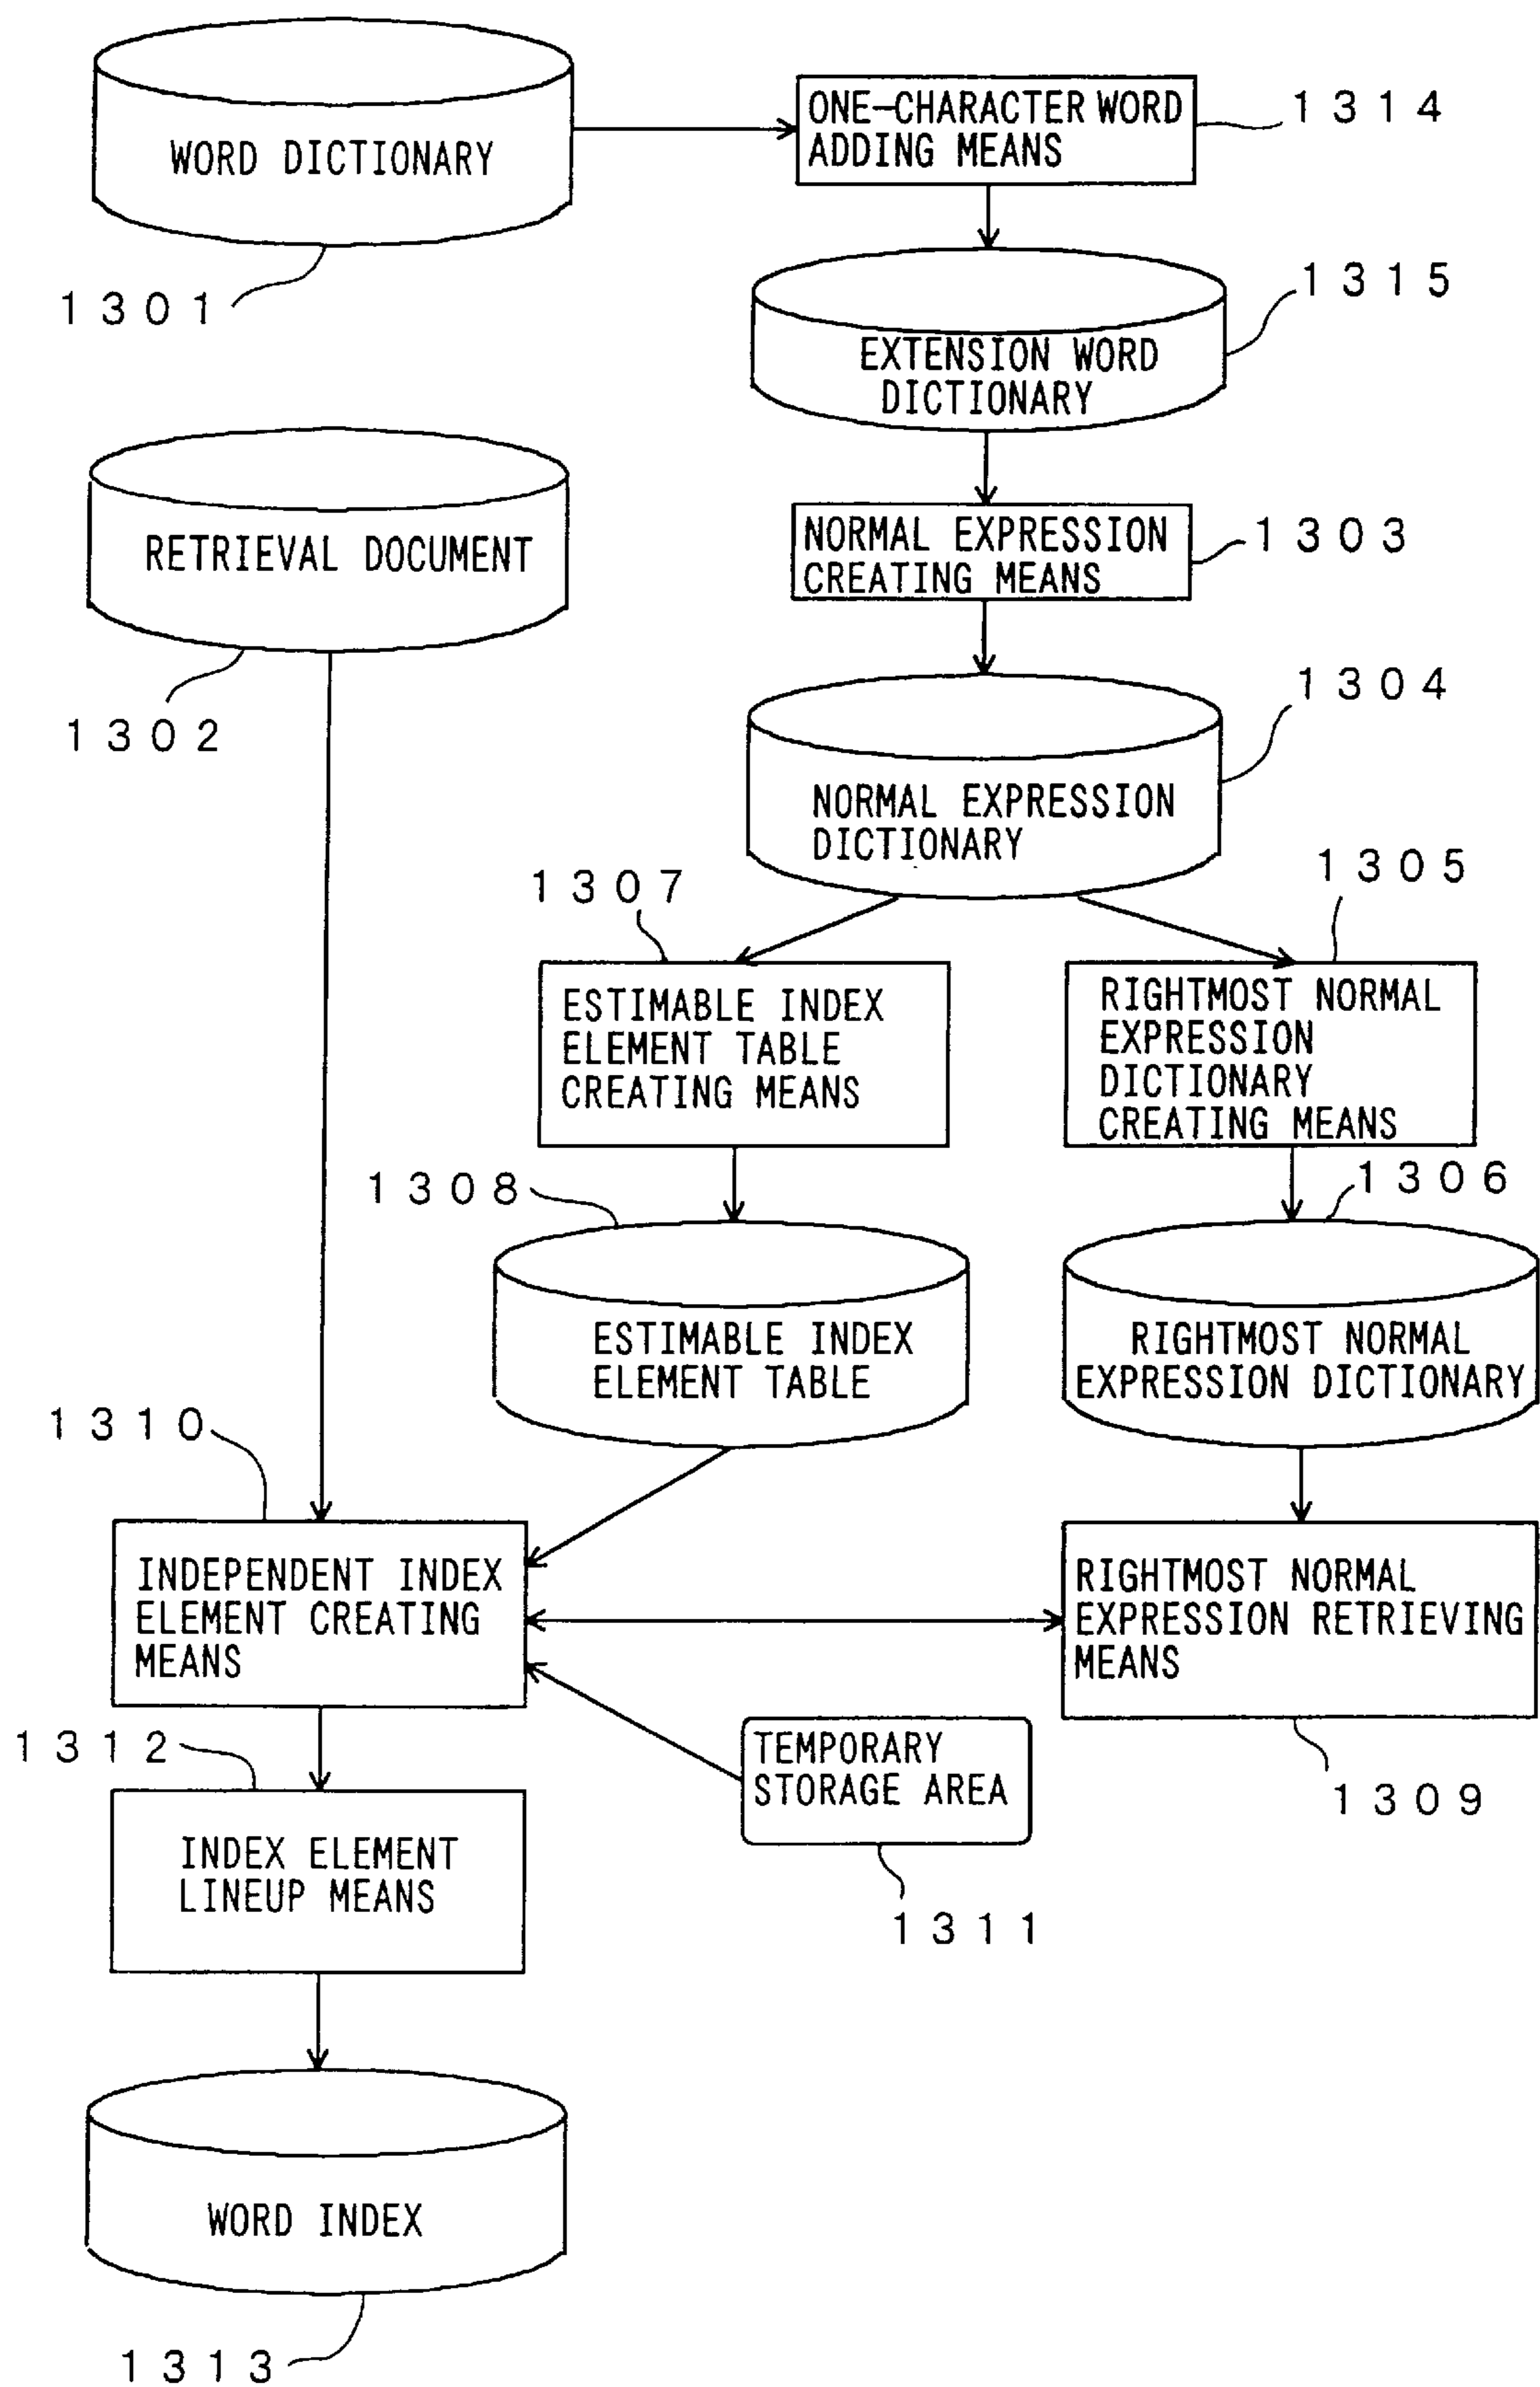 WORD DICTIONARY
1301
ONE-CHARACTER WORD
ADDING MEANS
1314
EXTENSION WORD
DICTIONARY
1315
RETRIEVAL DOCUMENT
1302
NORMAL EXPRESSION
CREATING MEANS
1303
NORMAL EXPRESSION
DICTIONARY
1304
1307
ESTIMABLE INDEX
ELEMENT TABLE
CREATING MEANS
1305
RIGHTMOST NORMAL
EXPRESSION
DICTIONARY
CREATING MEANS
1308
ESTIMABLE INDEX
ELEMENT TABLE
1306
RIGHTMOST NORMAL
EXPRESSION DICTIONARY
1310
INDEPENDENT INDEX
ELEMENT CREATING
MEANS
RIGHTMOST NORMAL
EXPRESSION RETRIEVING
MEANS
1309
TEMPORARY
STORAGE AREA
1311
1312
INDEX ELEMENT
LINEUP MEANS
WORD INDEX
1313